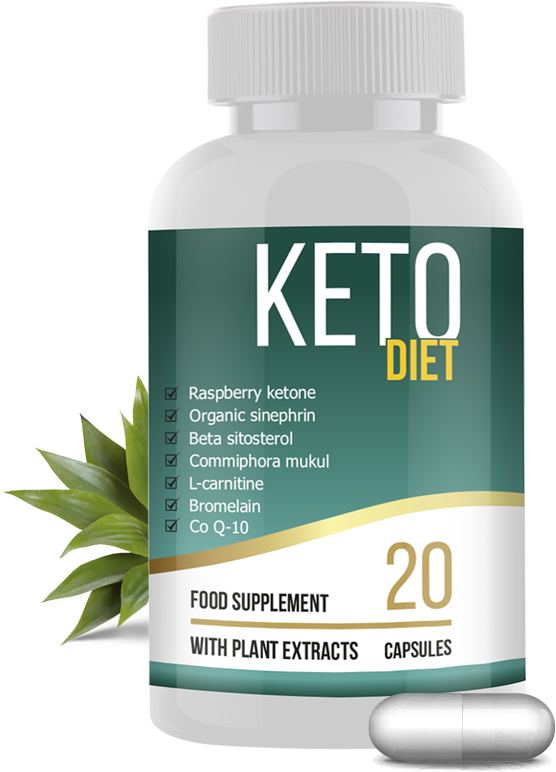 KETO
DIET
Raspberry ketone
Organic sinephrin
Beta sitosterol
Commiphora mukul
L-carnitine
Bromelain
Co Q-10
20
FOOD SUPPLEMENT
WITH PLANT EXTRACTS CAPSULES